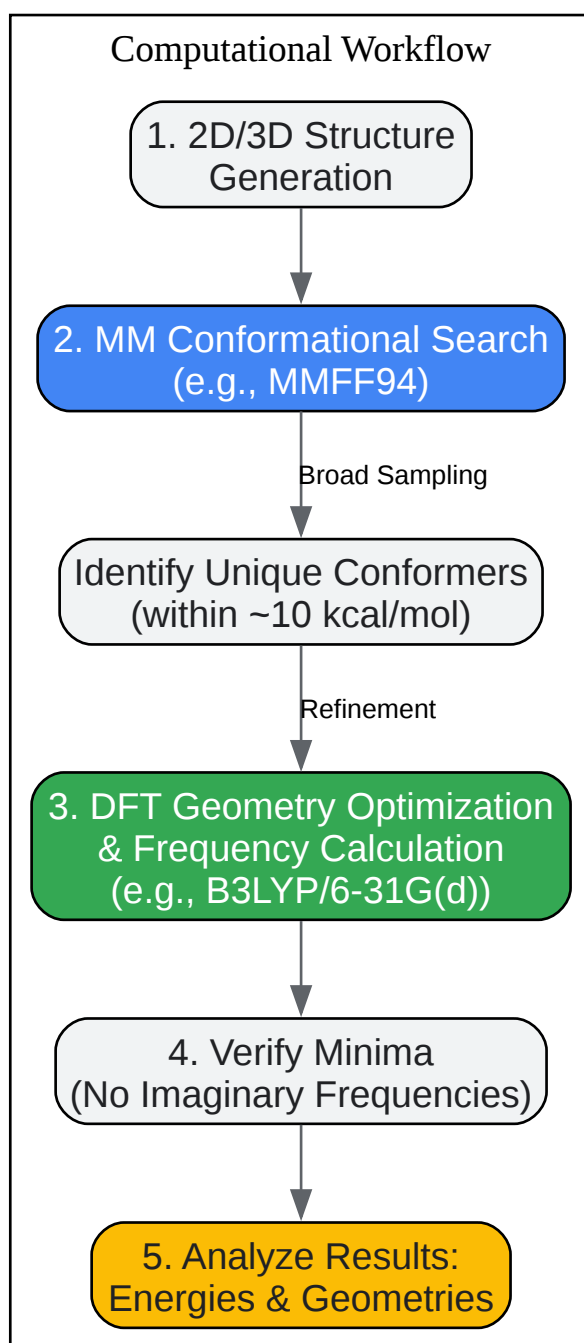 Computational Workflow
1. 2D/3D Structure
Generation
2. MM Conformational Search
(e.g., MMFF94)
Broad Sampling
Identify Unique Conformers
(within ~10 kcal/mol)
Refinement
3. DFT Geometry Optimization
& Frequency Calculation
(e.g., B3LYP/6-31G(d))
4. Verify Minima
(No Imaginary Frequencies)
5. Analyze Results:
Energies & Geometries